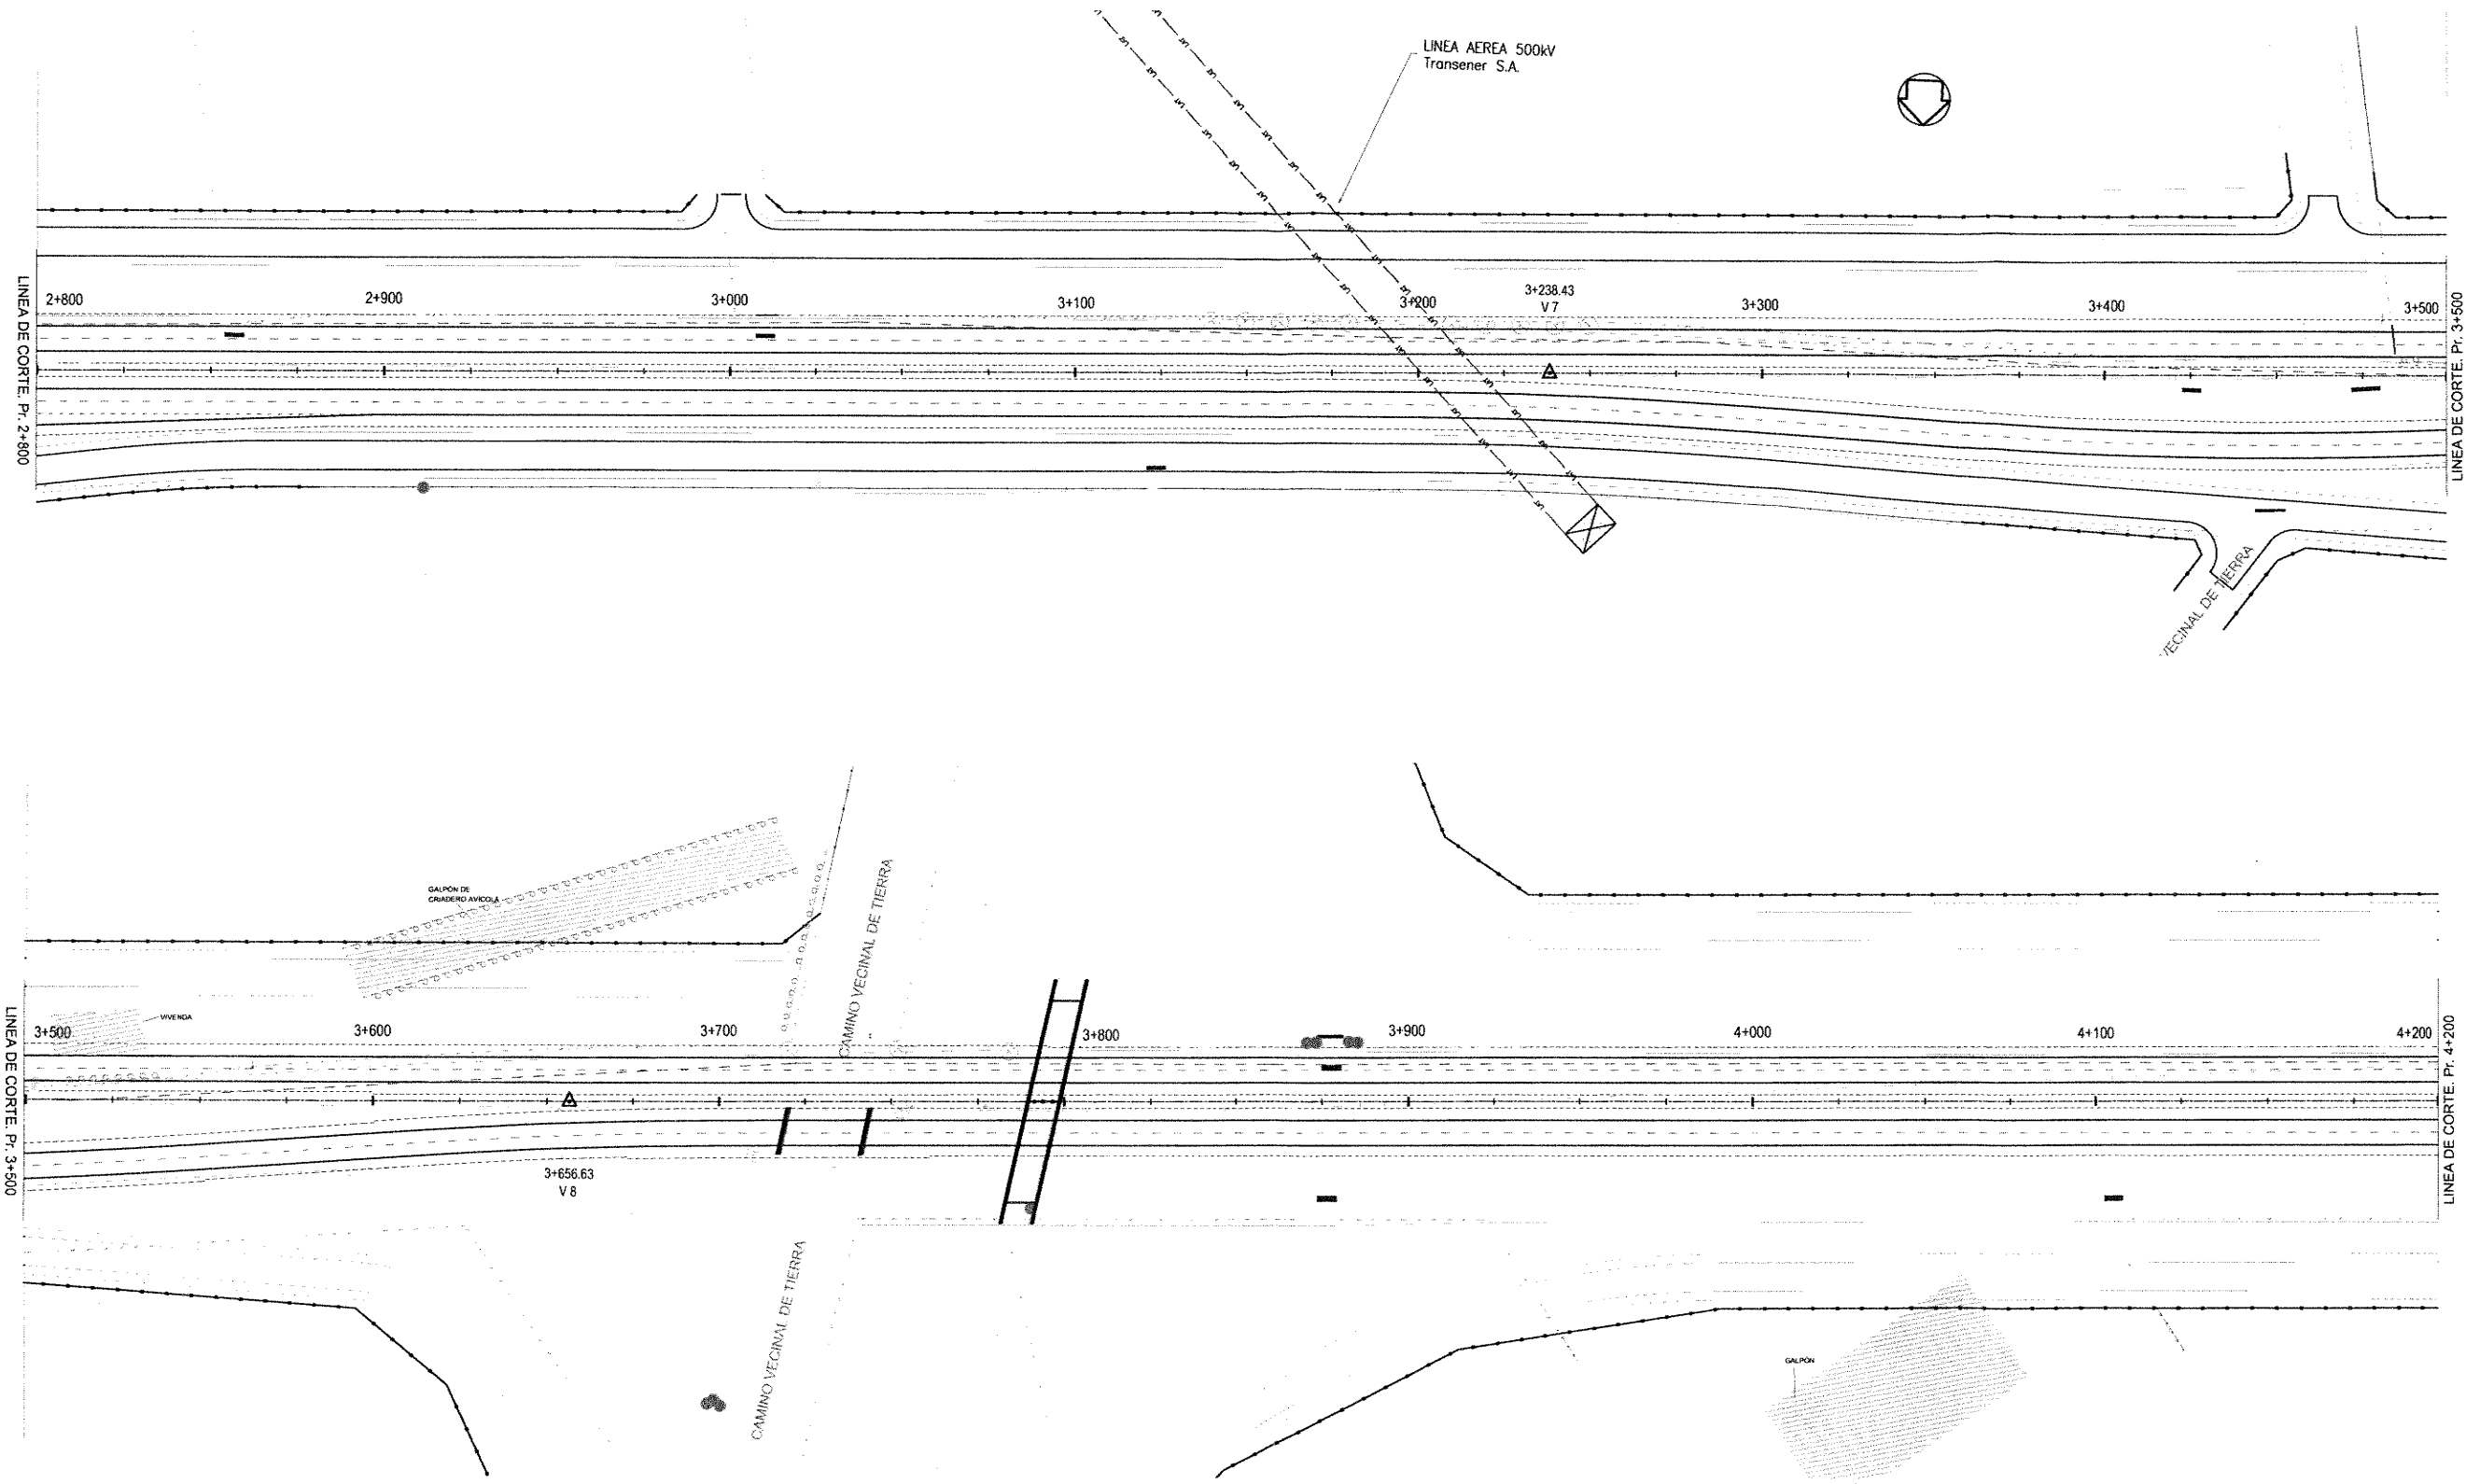 LINEA AEREA 500kV
Transener S.A.
LINEA DE CORTE. Pr. 2+800
2+800
2+900
3+000
3+100
3+200
3+238.43
V 7
3+300
3+400
3+500
LINEA DE CORTE. Pr. 3+500
VECINAL DE TIERRA
GALPÓN DE
CRIADERO AVÍCOLA
CAMINO VECINAL DE TIERRA
LINEA DE CORTE. Pr. 3+500
VIVIENDA
3+500
3+600
3+700
3+800
3+900
4+000
4+100
4+200
LINEA DE CORTE. Pr. 4+200
3+656.63
V 8
CAMINO VECINAL DE TIERRA
GALPÓN